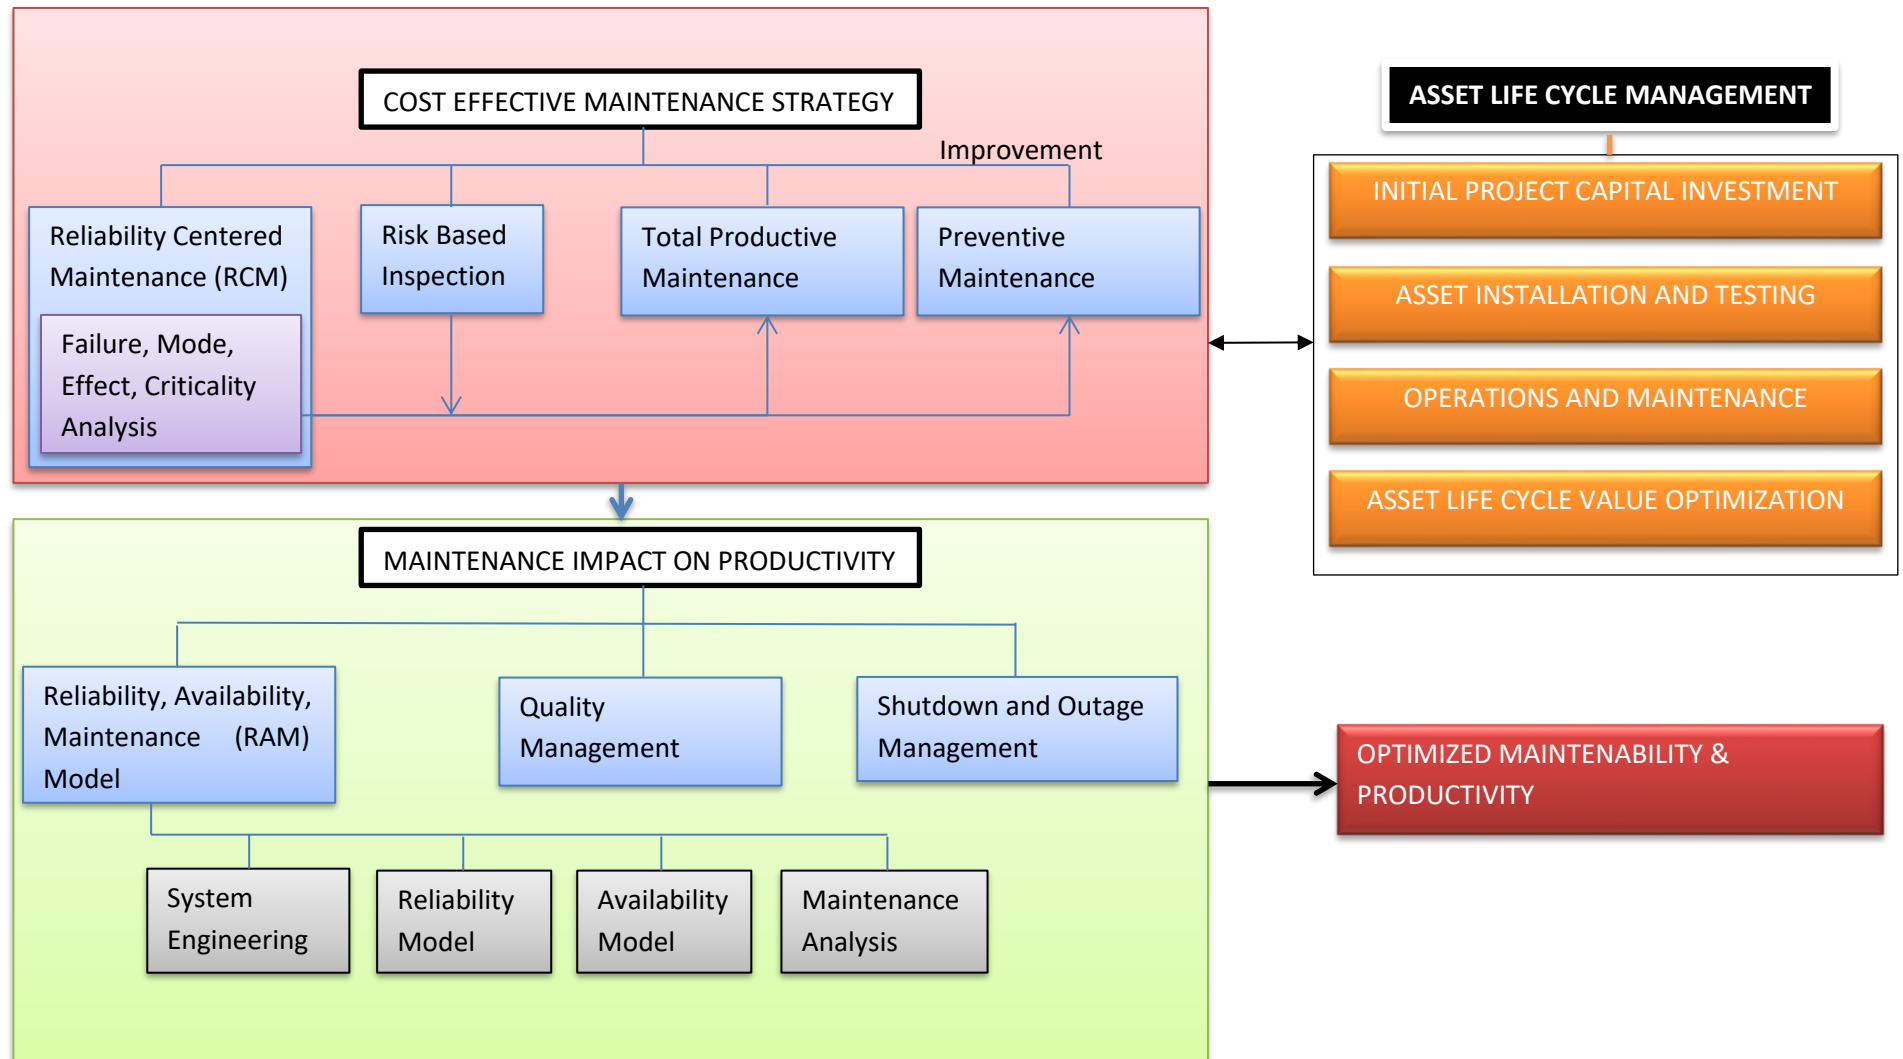 COST EFFECTIVE MAINTENANCE STRATEGY
Improvement
Reliability Centered
Maintenance (RCM)
Failure, Mode,
Effect, Criticality
Analysis
Risk Based
Inspection
Total Productive
Maintenance
Preventive
Maintenance
ASSET LIFE CYCLE MANAGEMENT
INITIAL PROJECT CAPITAL INVESTMENT
ASSET INSTALLATION AND TESTING
OPERATIONS AND MAINTENANCE
ASSET LIFE CYCLE VALUE OPTIMIZATION
MAINTENANCE IMPACT ON PRODUCTIVITY
Reliability, Availability,
Maintenance (RAM)
Model
Quality
Management
Shutdown and Outage
Management
System
Engineering
Reliability
Model
Availability
Model
Maintenance
Analysis
OPTIMIZED MAINTENABILITY &
PRODUCTIVITY